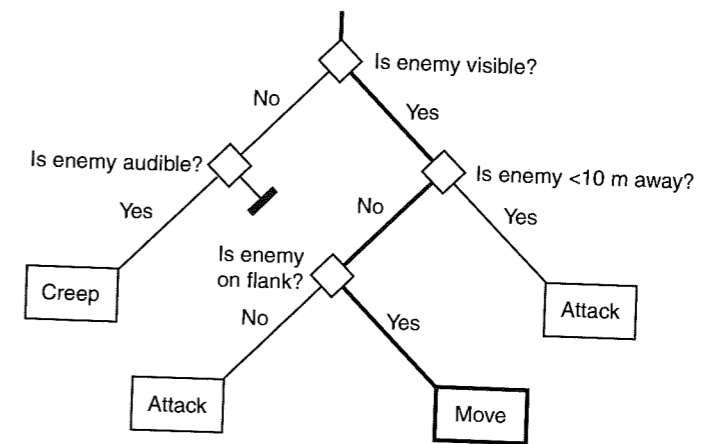 Is enemy visible?
No
Yes
Is enemy audible?
Is enemy <10 m away?
Yes
No
Yes
Is enemy
on flank?
Creep
Attack
No
Yes
Attack
Move